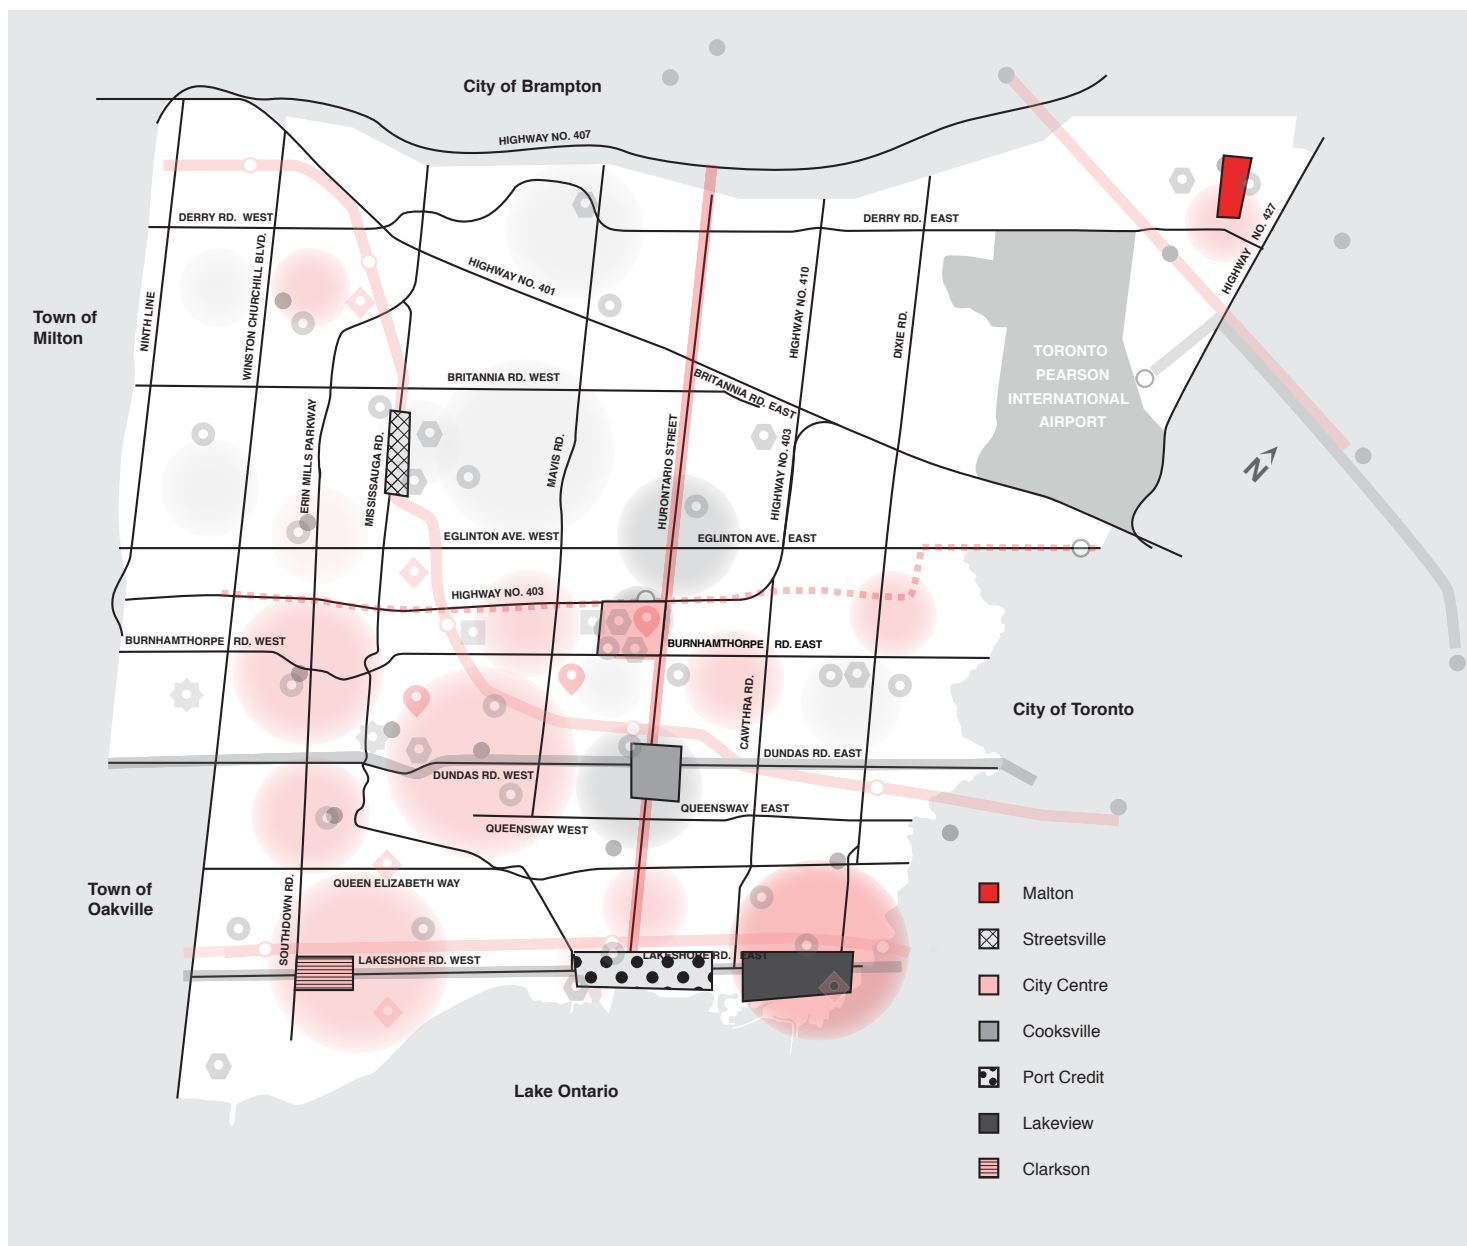 City of Brampton
HIGHWAY NO. 407
DERRY RD. WEST
DERRY RD. EAST
HIGHWAY NO. 427
WINSTON CHURCHILL BLVD.
HIGHWAY NO. 401
HIGHWAY NO. 410
NINTH LINE
Town of
Milton
DIXIE RD.
TORONTO
PEARSON
INTERNATIONAL
AIRPORT
BRITANNIA RD. WEST
BRITANNIA RD. EAST
ERIN MILLS PARKWAY
MISSISSAUGA RD.
MAVIS RD.
HURONTARIO STREET
HIGHWAY NO. 403
N
EGLINTON AVE. WEST
EGLINTON AVE. EAST
HIGHWAY NO. 403
BURNHAMTHORPE RD. WEST
BURNHAMTHORPE RD. EAST
CAWTHRA RD.
City of Toronto
DUNDAS RD. EAST
DUNDAS RD. WEST
QUEENSWAY EAST
QUEENSWAY WEST
QUEEN ELIZABETH WAY
Town of
Oakville
SOUTHDOWN RD.
LAKESHORE RD. WEST
LAKESHORE RD. EAST
Lake Ontario
Malton
Streetsville
City Centre
Cooksville
Port Credit
Lakeview
Clarkson